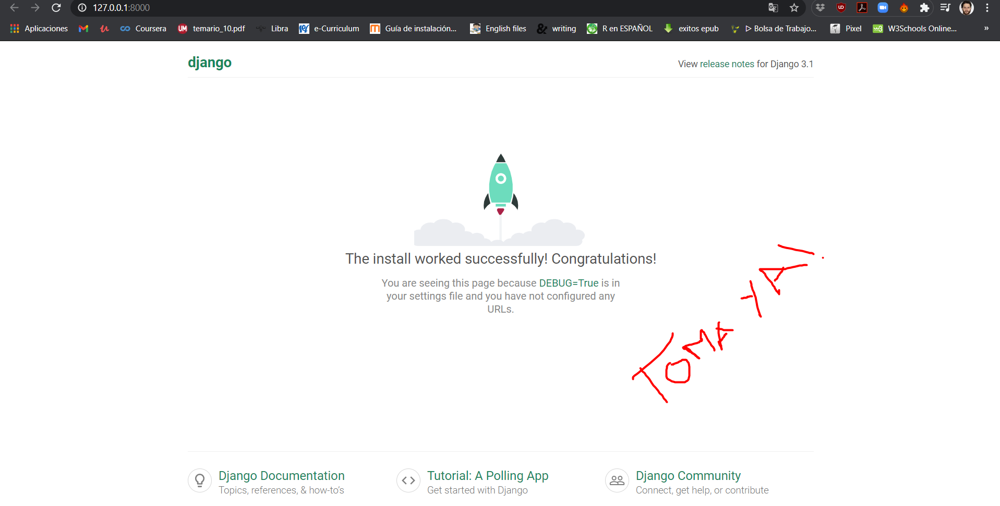 127.0.0.1:8000
Aplicaciones
Coursera
UM
temario_10.pdf
Libra
e-Curriculum
Guía de instalación...
English files
&
writing
R en ESPAÑOL
exitos epub
▷ Bolsa de Trabajo...
Pixel
W3Schools Online...
»
django
View release notes for Django 3.1
The install worked successfully! Congratulations!
You are seeing this page because DEBUG=True is in
your settings file and you have not configured any
URLs.
TOMA YA!
Django Documentation
Topics, references, & how-to's
Tutorial: A Polling App
Get started with Django
Django Community
Connect, get help, or contribute